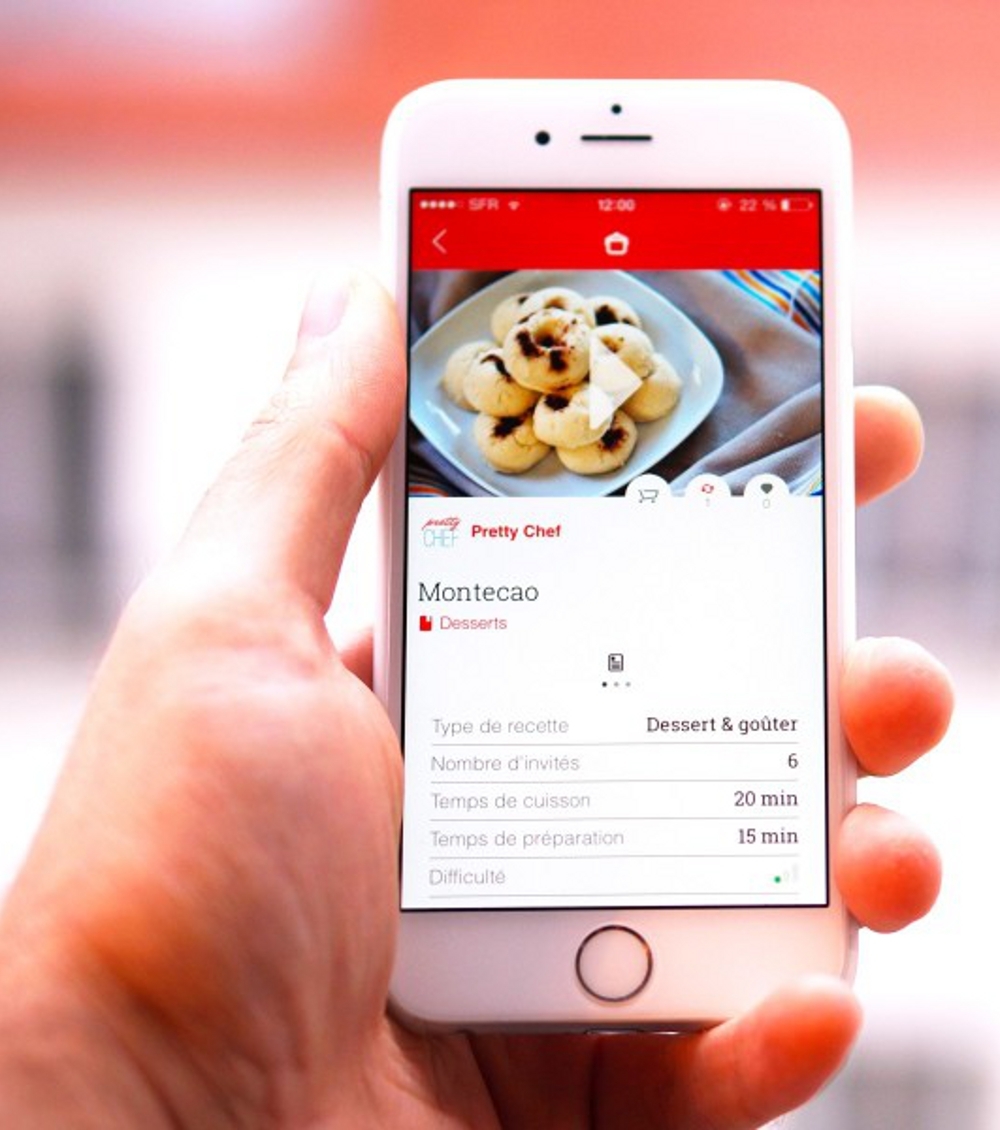 SFR 12:00 22 %
1 0
pretty
CHEF Pretty Chef
Montecao
Desserts
Type de recette Dessert & goûter
Nombre d'invités 6
Temps de cuisson 20 min
Temps de préparation 15 min
Difficulté